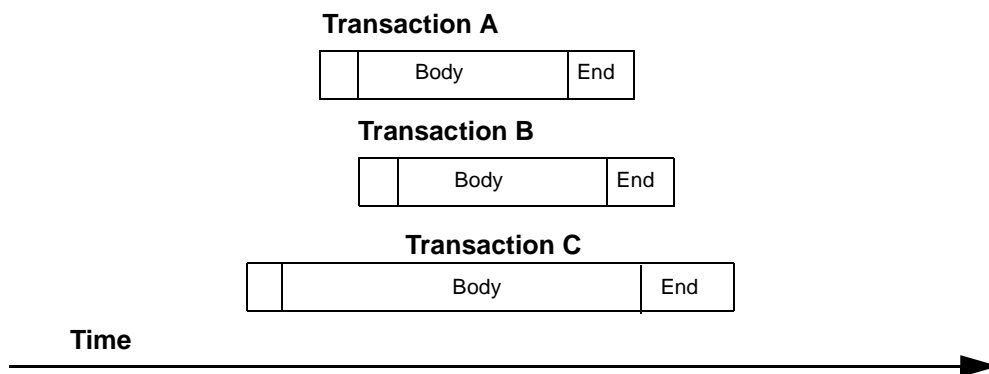 Transaction A
Body End
Transaction B
Body End
Transaction C
Body End
Time